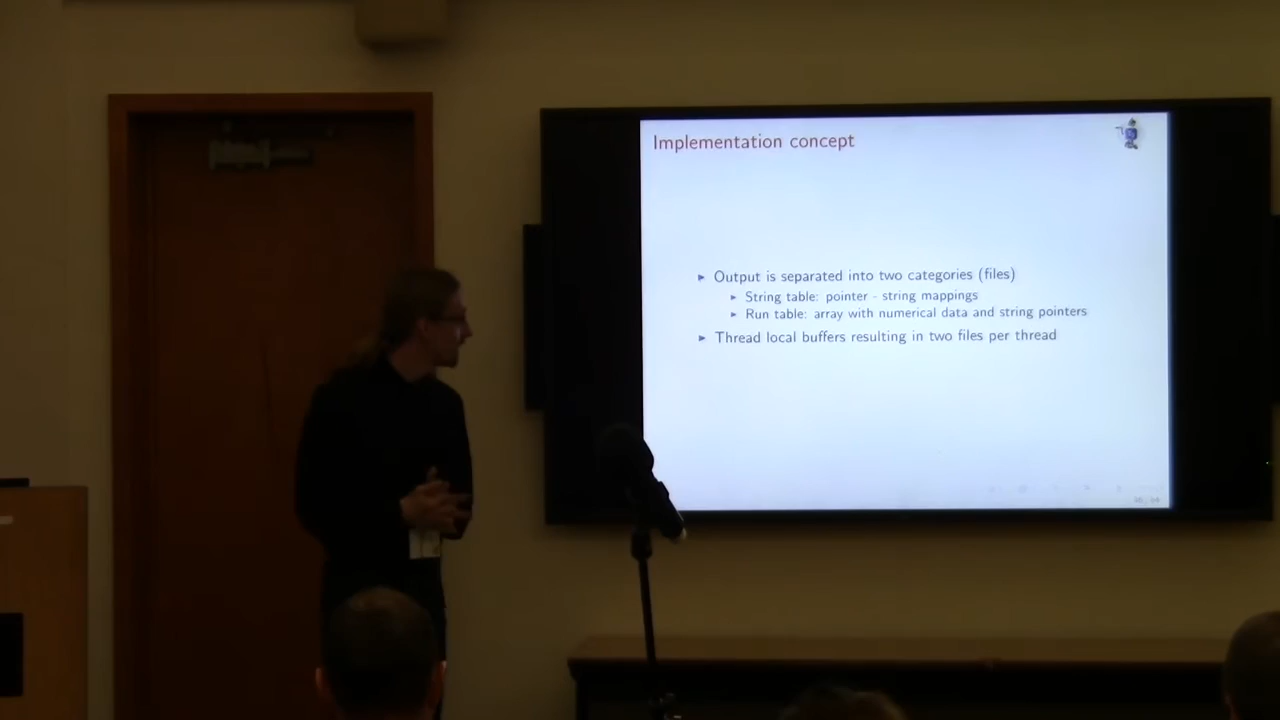 Implementation concept
Output is separated into two categories (files)
String table: pointer - string mappings
Run table: array with numerical data and string pointers
Thread local buffers resulting in two files per thread